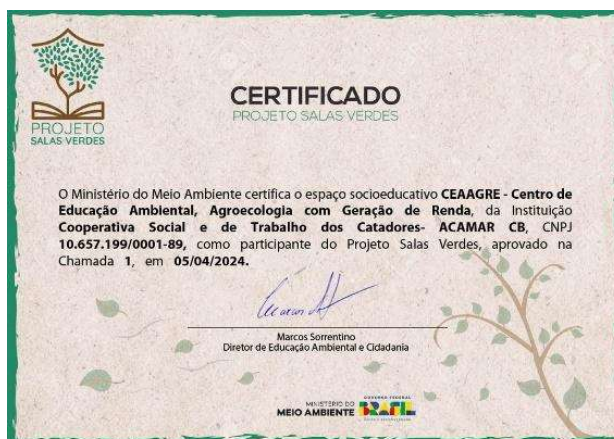 PROJETO
SALAS VERDES
CERTIFICADO
PROJETO SALAS VERDES
O Ministério do Meio Ambiente certifica o espaço socioeducativo CEAAGRE - Centro de
Educação Ambiental, Agroecologia com Geração de Renda, da Instituição
Cooperativa Social e de Trabalho dos Catadores- ACAMAR CB, CNPJ
10.657.199/0001-89, como participante do Projeto Salas Verdes, aprovado na
Chamada 1, em 05/04/2024.
Marcos Sorrentino
Diretor de Educação Ambiental e Cidadania
MINISTÉRIO DO
MEIO AMBIENTE
GOVERNO FEDERAL
BRASIL